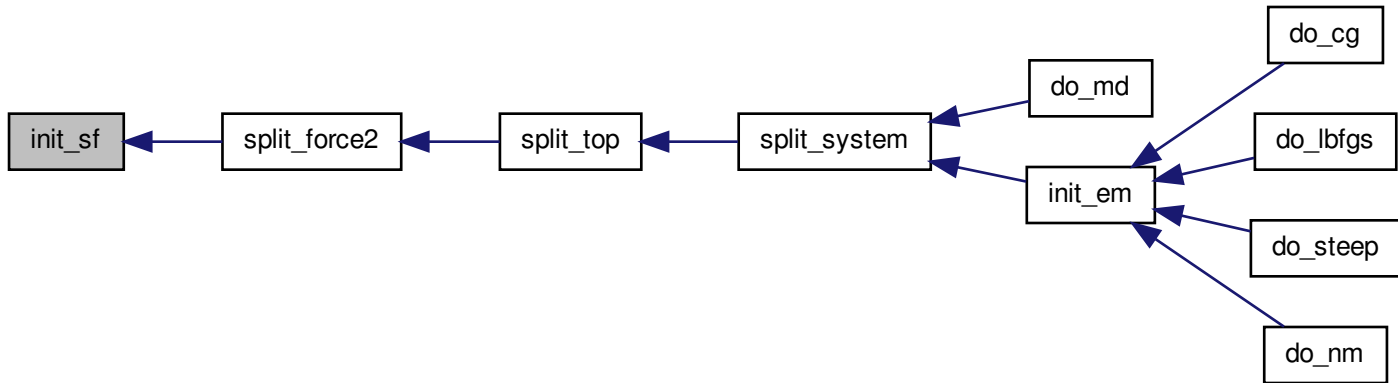 init_sf
split_force2
split_top
split_system
do_md
init_em
do_cg
do_lbfgs
do_steep
do_nm